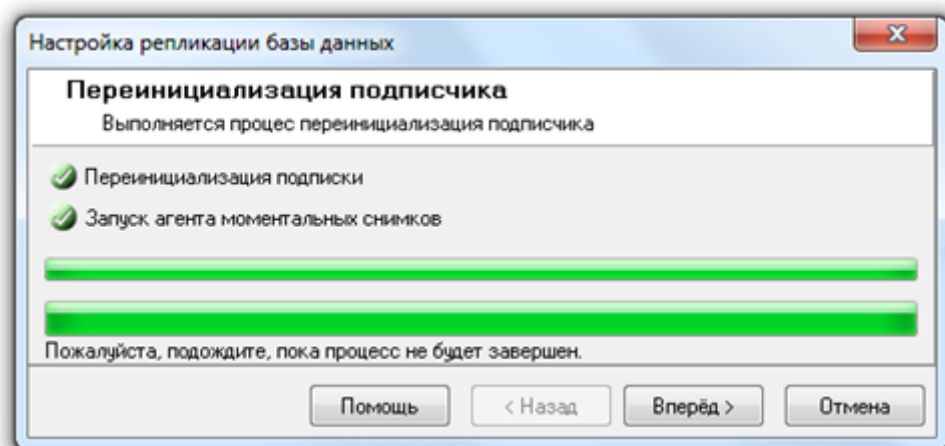 Настройка репликации базы данных
Переинициализация подписчика
Выполняется процес переинициализация подписчика
Переинициализация подписки
Запуск агента моментальных снимков
Пожалуйста, подождите, пока процесс не будет завершен.
Помощь < Назад Вперёд > Отмена